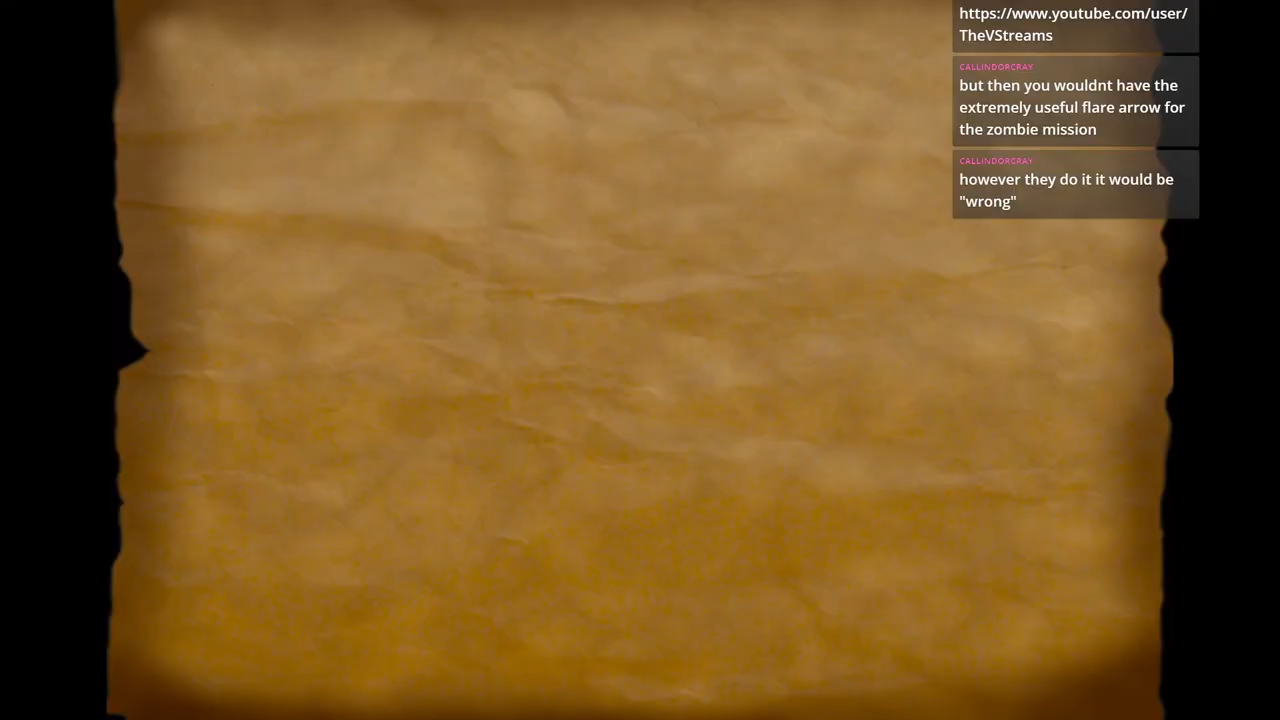 https://www.youtube.com/user/
TheVStreams
CALLINDORCRAY
but then you wouldnt have the
extremely useful flare arrow for
the zombie mission
CALLINDORCRAY
however they do it it would be
"wrong"